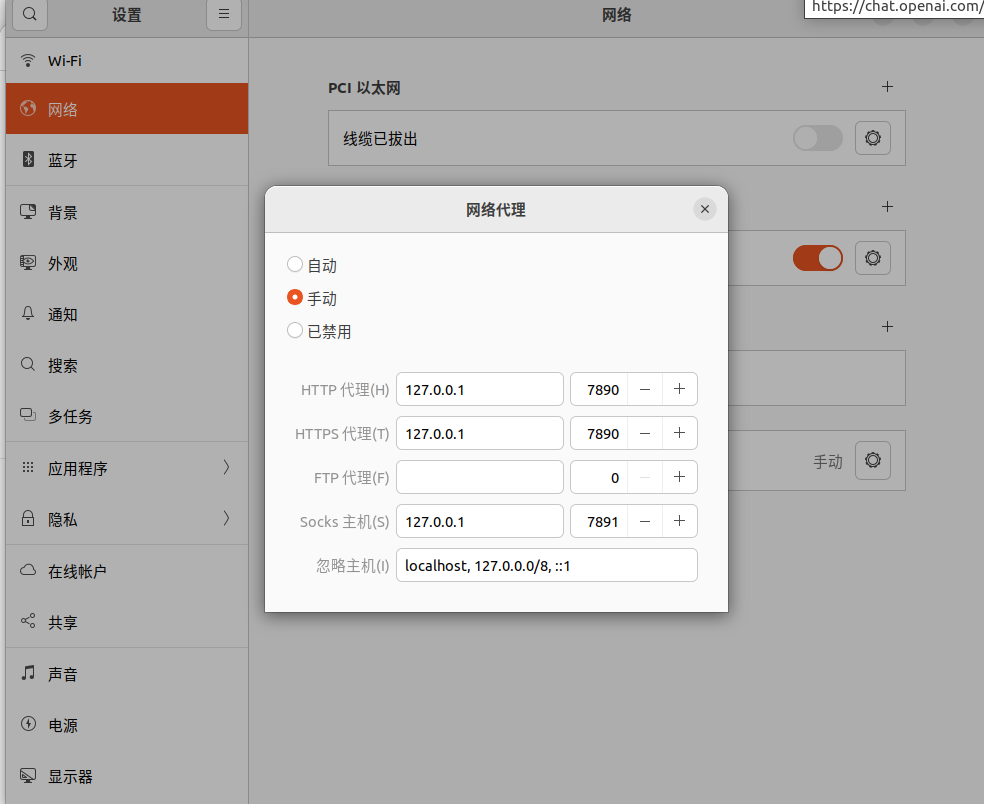 设置
网络
https://chat.openai.com/
Wi-Fi
网络
蓝牙
背景
外观
通知
搜索
多任务
应用程序
隐私
在线帐户
共享
声音
电源
显示器
PCI 以太网
线缆已拔出
手动
网络代理
自动
手动
已禁用
HTTP 代理(H) 127.0.0.1 7890 − +
HTTPS 代理(T) 127.0.0.1 7890 − +
FTP 代理(F) 0 − +
Socks 主机(S) 127.0.0.1 7891 − +
忽略主机(I) localhost, 127.0.0.0/8, ::1